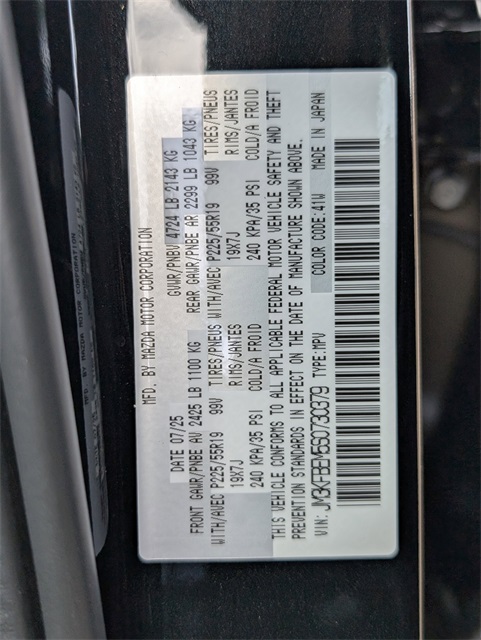 MFD. BY MAZDA MOTOR CORPORATION
DATE 07/25 GVWR/PNBV 4724 LB 2143 KG
FRONT GAWR/PNBE AV 2425 LB 1100 KG REAR GAWR/PNBE AR 2299 LB 1043 KG
WITH/AVEC P225/55R19 99V TIRES/PNEUS WITH/AVEC P225/55R19 99V TIRES/PNEUS
19X7J RIMS/JANTES 19X7J RIMS/JANTES
240 KPA/35 PSI COLD/A FROID 240 KPA/35 PSI COLD/A FROID
THIS VEHICLE CONFORMS TO ALL APPLICABLE FEDERAL MOTOR VEHICLE SAFETY AND THEFT
PREVENTION STANDARDS IN EFFECT ON THE DATE OF MANUFACTURE SHOWN ABOVE.
VIN: TYPE:MPV COLOR CODE:41W MADE IN JAPAN